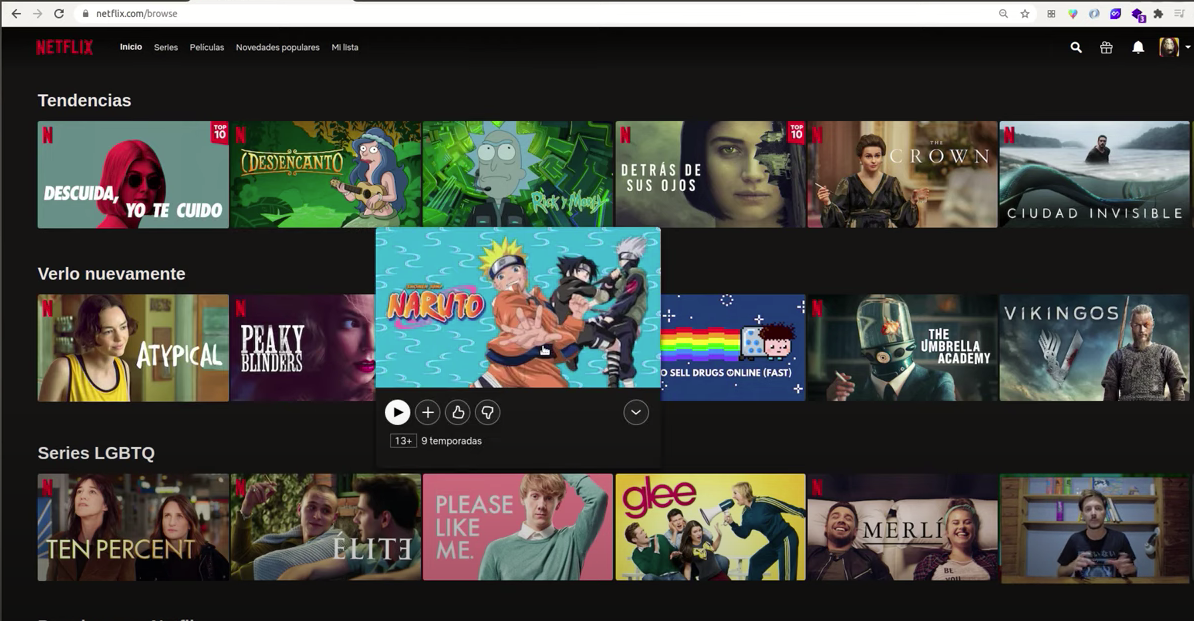 netflix.com/browse
3
NETFLIX
Inicio Series Películas Novedades populares Mi lista
Tendencias
N
TOP
10
DESCUIDA,
YO TE CUIDO
N
(DES)ENCANTO
Rick y Morty
N
TOP
10
DETRÁS DE
SUS OJOS
N
THE
CROWN
N
CIUDAD INVISIBLE
Verlo nuevamente
N
ATYPICAL
N
PEAKY
BLINDERS
NARUTO
13+ 9 temporadas
O SELL DRUGS ONLINE (FAST)
N
THE
UMBRELLA
ACADEMY
VIKINGOS
Series LGBTQ
N
TEN PERCENT
N
ÉLITE
PLEASE
LIKE
ME.
glee
N
MERLÍ